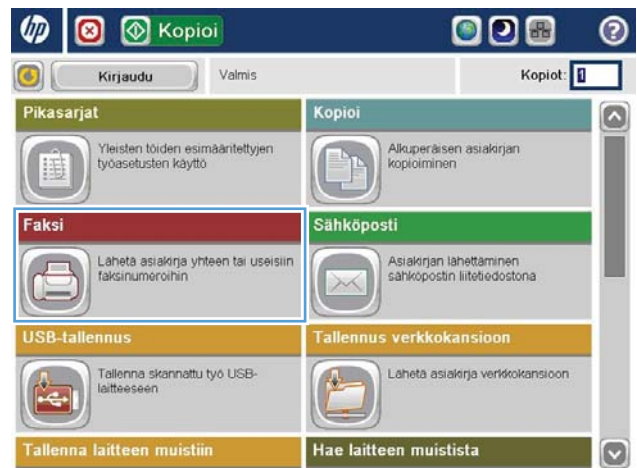 hp
Kopioi
?
Kirjaudu
Valmis
Kopiot: 1
Pikasarjat
Yleisten töiden esimääritettyjen
työasetusten käyttö
Kopioi
Alkuperäisen asiakirjan
kopioiminen
Faksi
Lähetä asiakirja yhteen tai useisiin
faksinumeroihin
Sähköposti
Asiakirjan lähettäminen
sähköpostin liitetiedostona
USB-tallennus
Tallenna skannattu työ USB-
laitteeseen
Tallennus verkkokansioon
Lähetä asiakirja verkkokansioon
Tallenna laitteen muistiin
Hae laitteen muistista